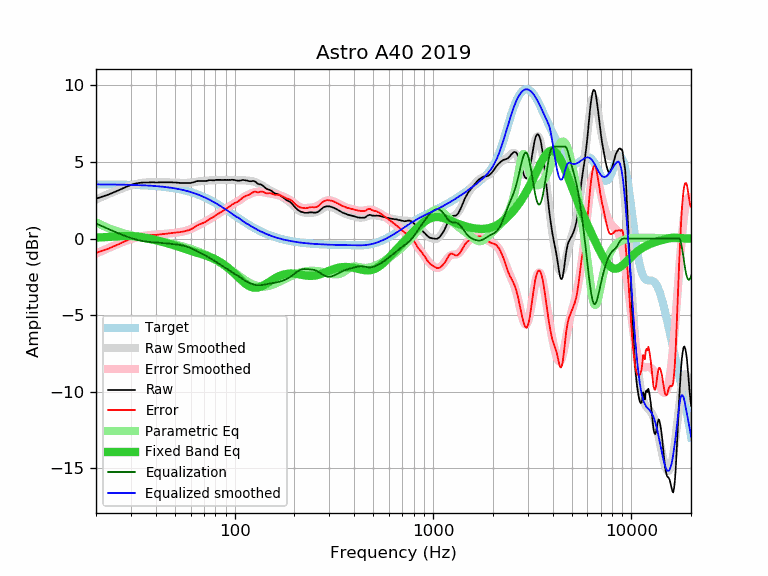 Astro A40 2019
10
5
0
−5
−10
−15
Amplitude (dBr)
Target
Raw Smoothed
Error Smoothed
Raw
Error
Parametric Eq
Fixed Band Eq
Equalization
Equalized smoothed
100
1000
10000
Frequency (Hz)